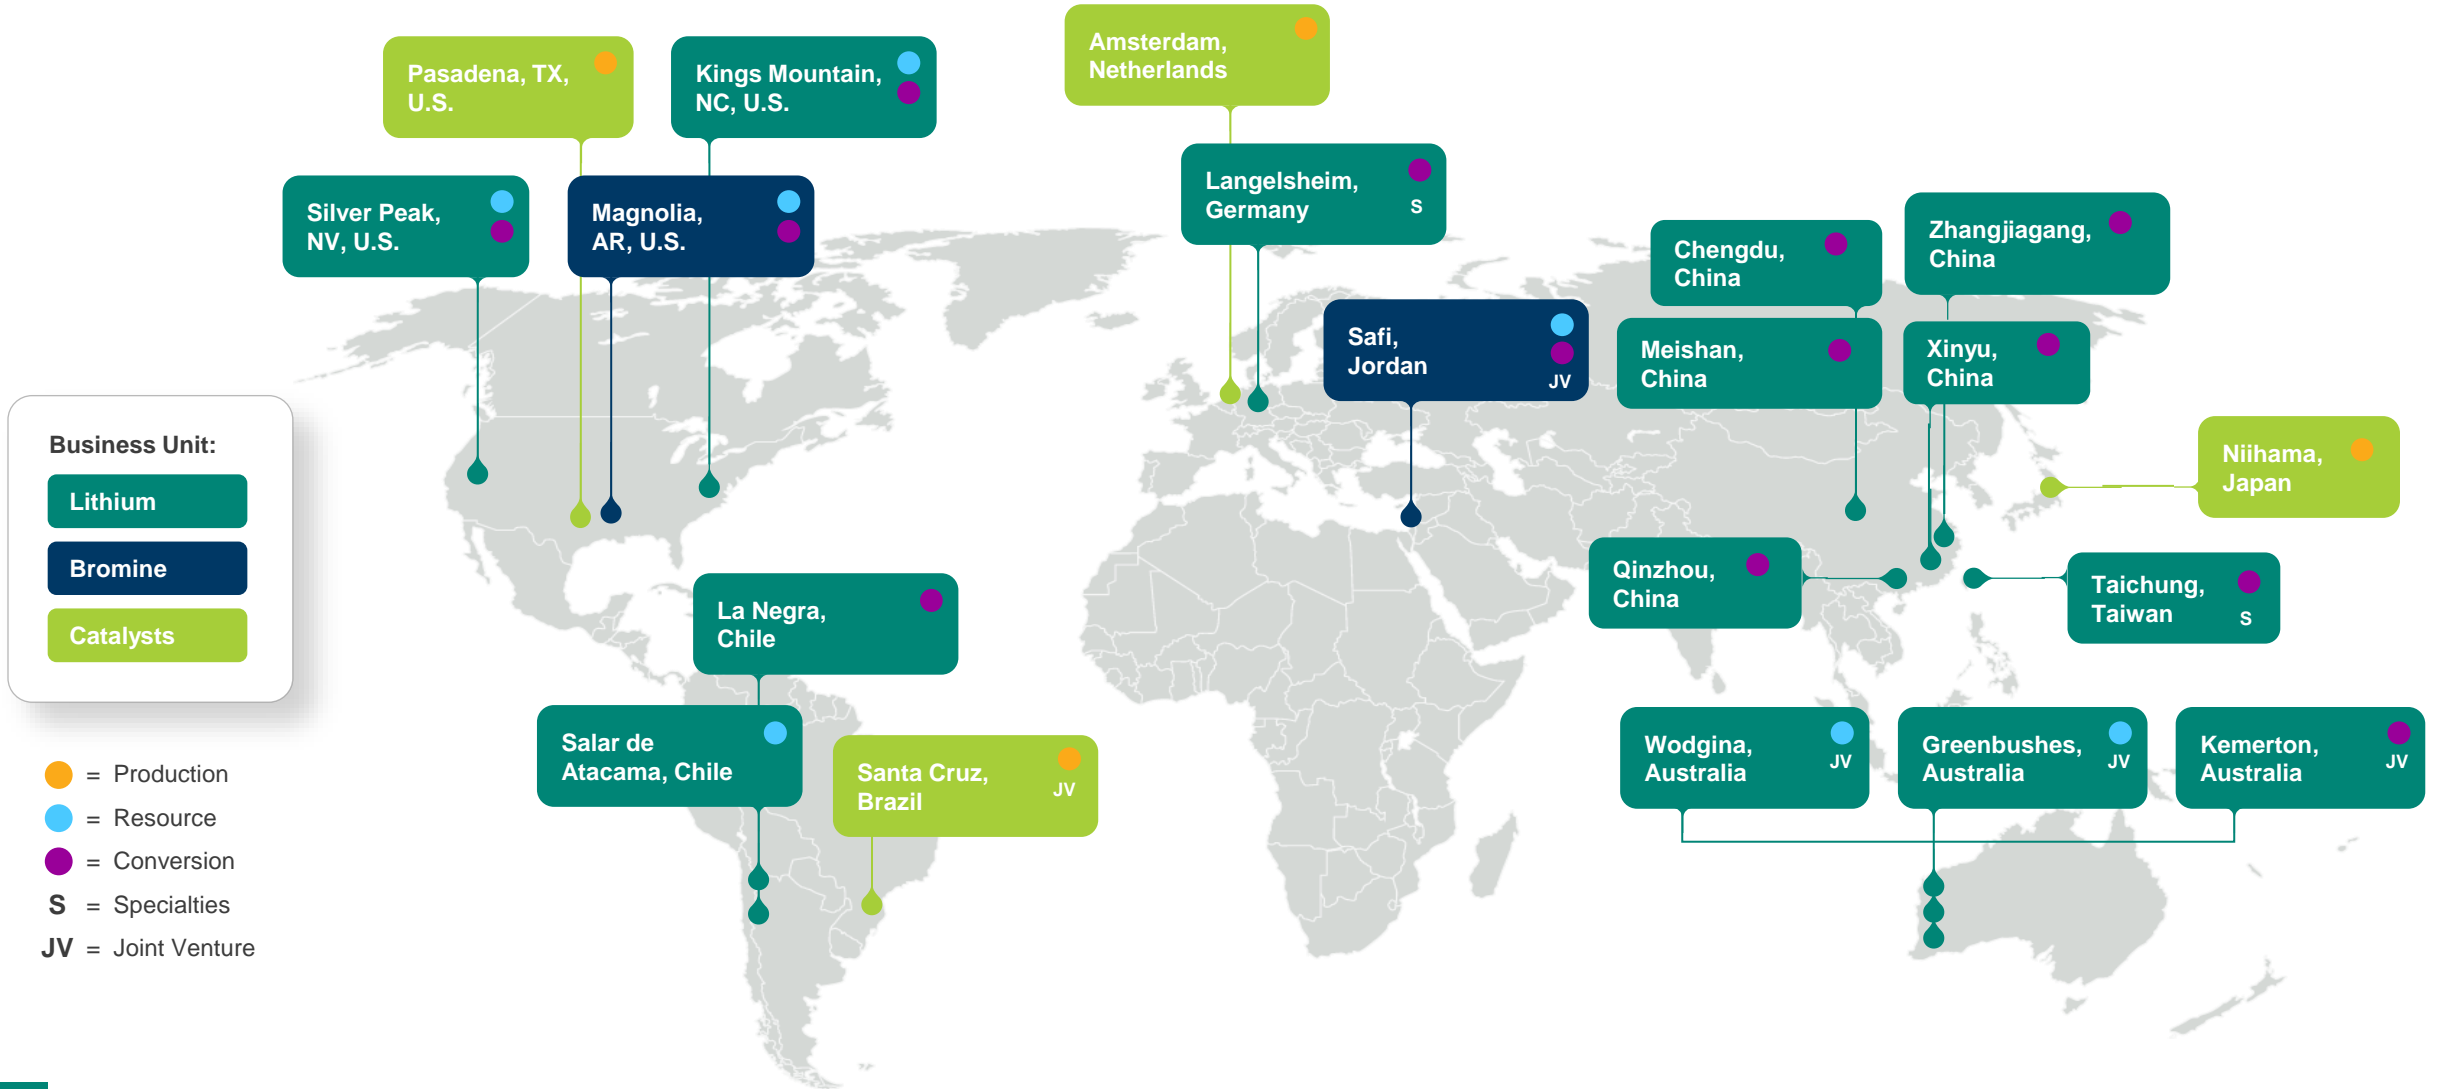 Pasadena, TX,
U.S.
Kings Mountain,
NC, U.S.
Amsterdam,
Netherlands
Silver Peak,
NV, U.S.
Magnolia,
AR, U.S.
Langelsheim,
Germany
S
Chengdu,
China
Zhangjiagang,
China
Safi,
Jordan
JV
Meishan,
China
Xinyu,
China
Niihama,
Japan
Business Unit:
Lithium
Bromine
Catalysts
Qinzhou,
China
Taichung,
Taiwan
S
La Negra,
Chile
Salar de
Atacama, Chile
Santa Cruz,
Brazil
JV
Wodgina,
Australia
JV
Greenbushes,
Australia
JV
Kemerton,
Australia
JV
= Production
= Resource
= Conversion
S = Specialties
JV = Joint Venture